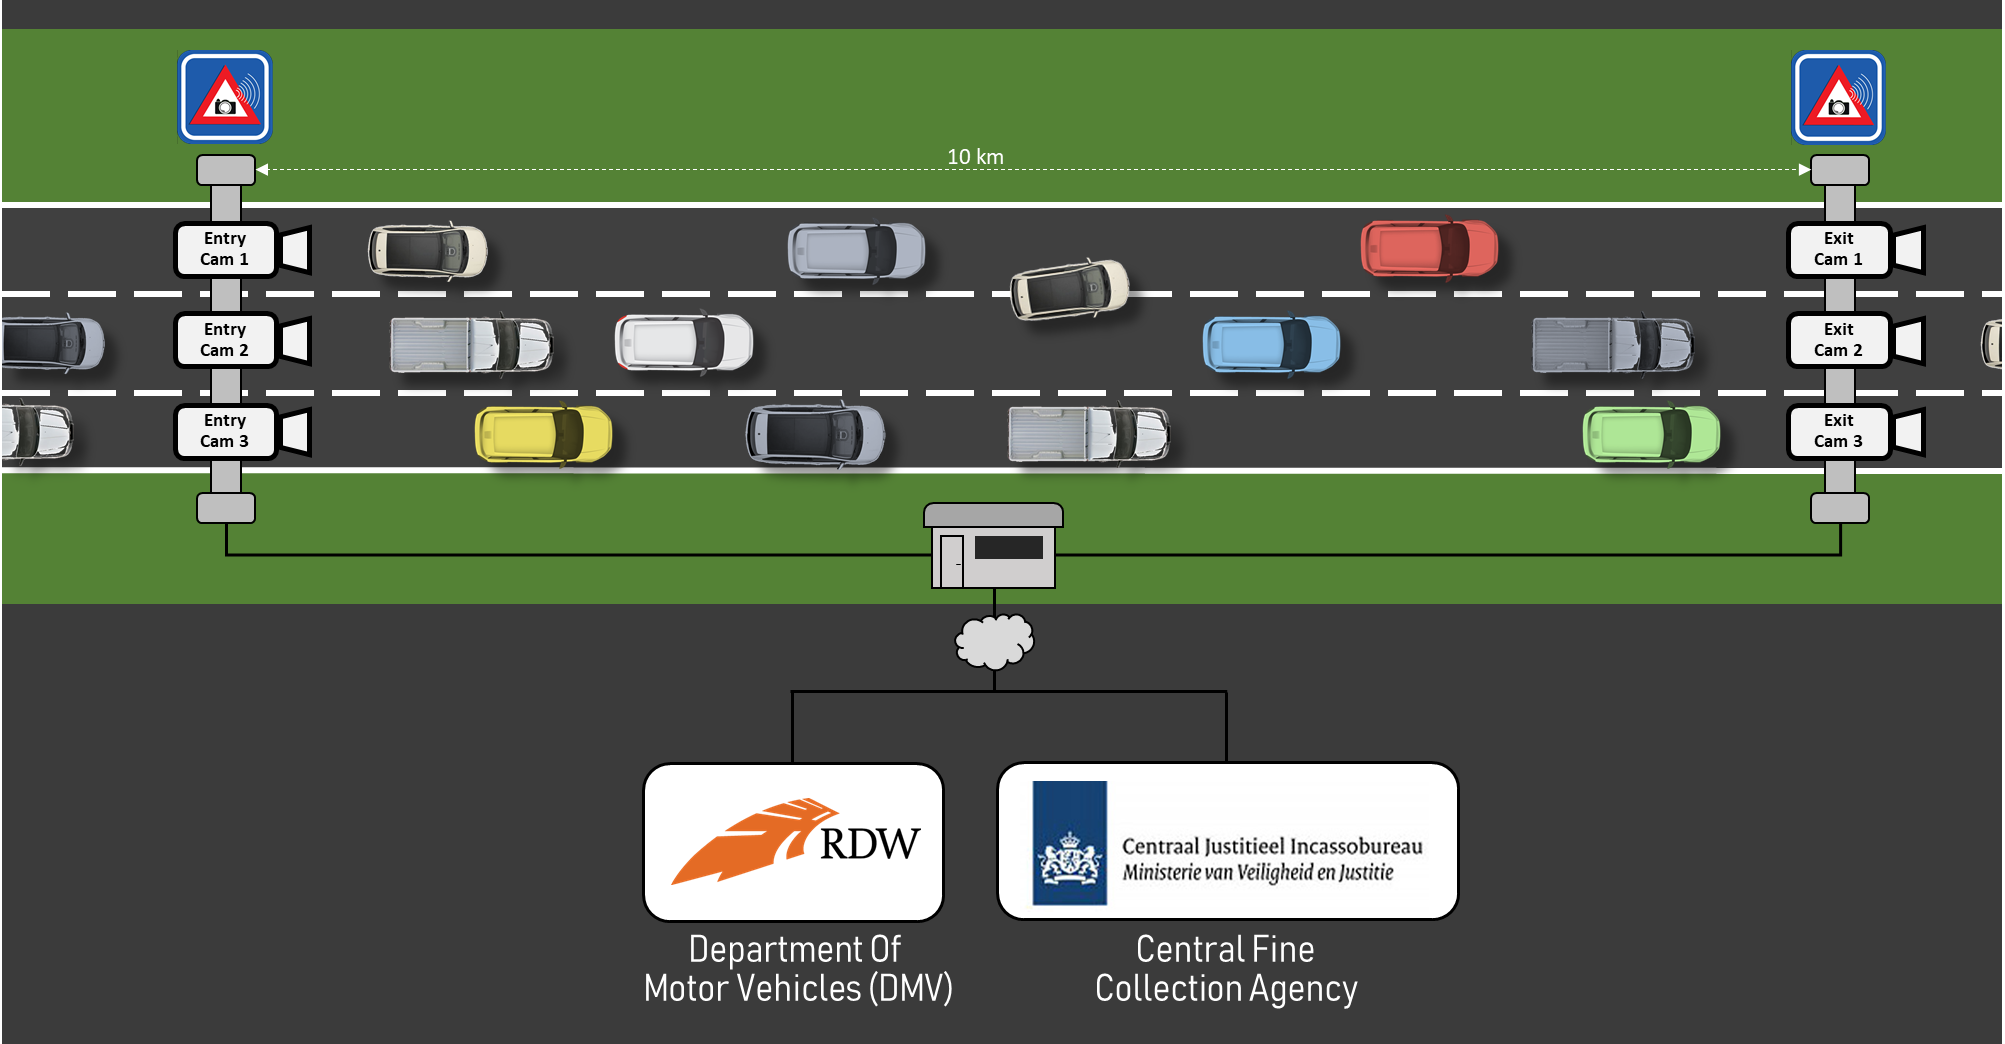 10 km
Entry
Cam 1
Exit
Cam 1
Entry
Cam 2
Exit
Cam 2
Entry
Cam 3
Exit
Cam 3
RDW
Centraal Justitieel Incassobureau
Ministerie van Veiligheid en Justitie
Department Of
Motor Vehicles (DMV)
Central Fine
Collection Agency